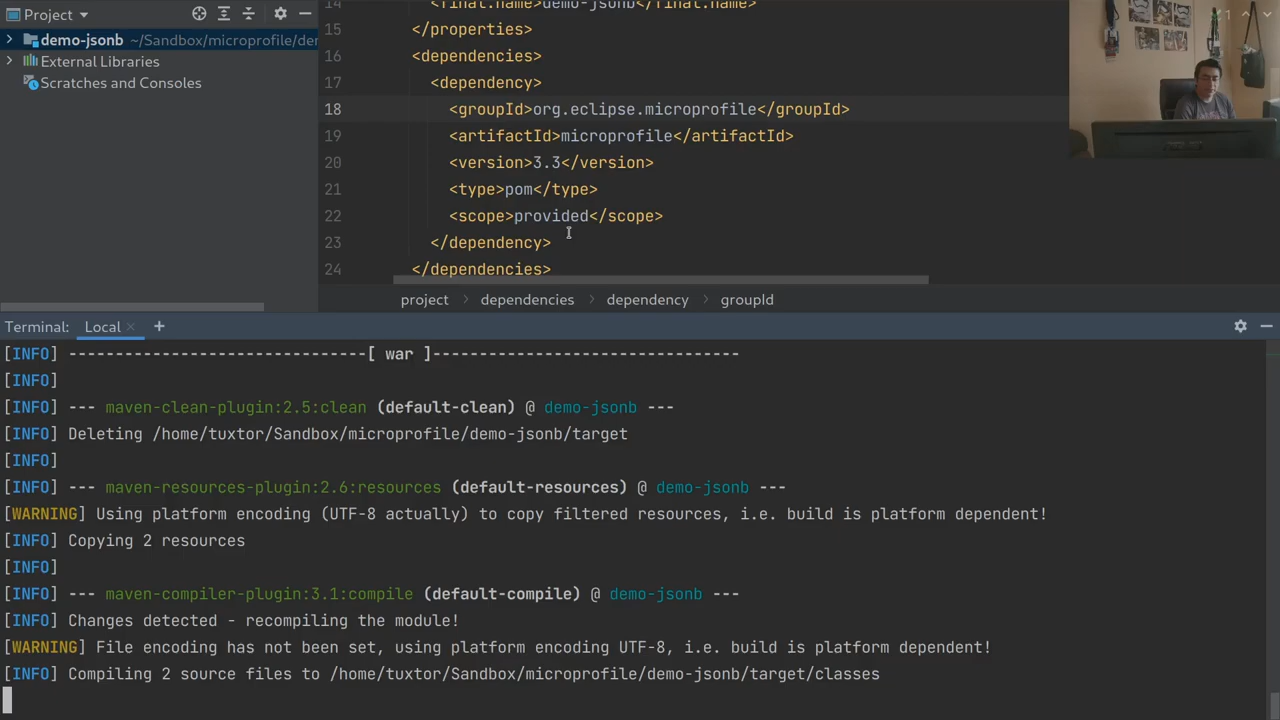 Project
demo-jsonb ~/Sandbox/microprofile/de
External Libraries
Scratches and Consoles
14 <final.name>demo-jsonb</final.name>
15 </properties>
16 <dependencies>
17 <dependency>
18 <groupId>org.eclipse.microprofile</groupId>
19 <artifactId>microprofile</artifactId>
20 <version>3.3</version>
21 <type>pom</type>
22 <scope>provided</scope>
23 </dependency>
24 </dependencies>
1
project > dependencies > dependency > groupId
Terminal: Local × +
[INFO] --------------------------------[ war ]---------------------------------
[INFO]
[INFO] --- maven-clean-plugin:2.5:clean (default-clean) @ demo-jsonb ---
[INFO] Deleting /home/tuxtor/Sandbox/microprofile/demo-jsonb/target
[INFO]
[INFO] --- maven-resources-plugin:2.6:resources (default-resources) @ demo-jsonb ---
[WARNING] Using platform encoding (UTF-8 actually) to copy filtered resources, i.e. build is platform dependent!
[INFO] Copying 2 resources
[INFO]
[INFO] --- maven-compiler-plugin:3.1:compile (default-compile) @ demo-jsonb ---
[INFO] Changes detected - recompiling the module!
[WARNING] File encoding has not been set, using platform encoding UTF-8, i.e. build is platform dependent!
[INFO] Compiling 2 source files to /home/tuxtor/Sandbox/microprofile/demo-jsonb/target/classes